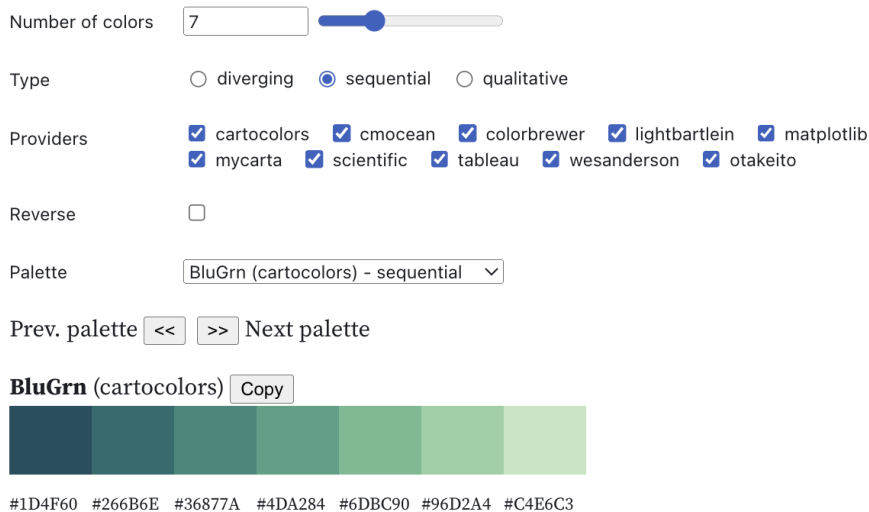 Number of colors 7
Type diverging sequential qualitative
Providers cartocolors cmocean colorbrewer lightbartlein matplotlib
mycarta scientific tableau wesanderson otakeito
Reverse
Palette BluGrn (cartocolors) - sequential
Prev. palette << >> Next palette
BluGrn (cartocolors) Copy
#1D4F60 #266B6E #36877A #4DA284 #6DBC90 #96D2A4 #C4E6C3